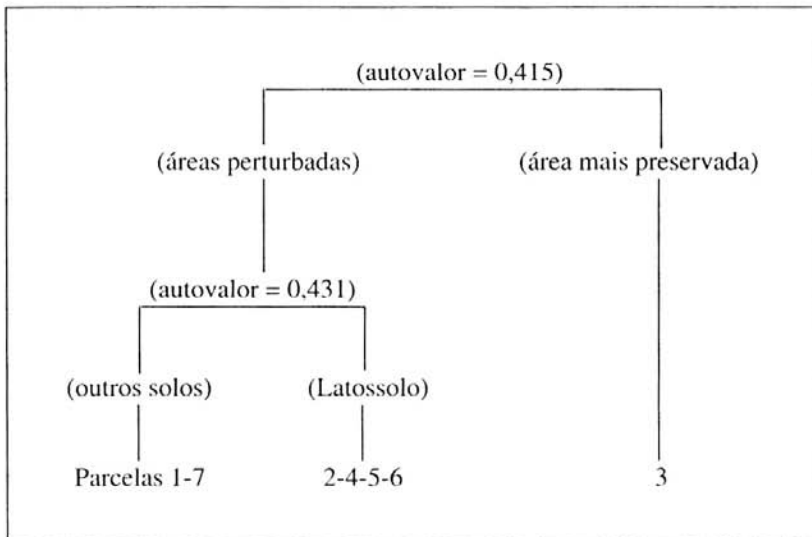 (autovalor = 0,415)
(áreas perturbadas) (área mais preservada)
(autovalor = 0,431)
(outros solos) (Latossolo)
Parcelas 1-7 2-4-5-6 3